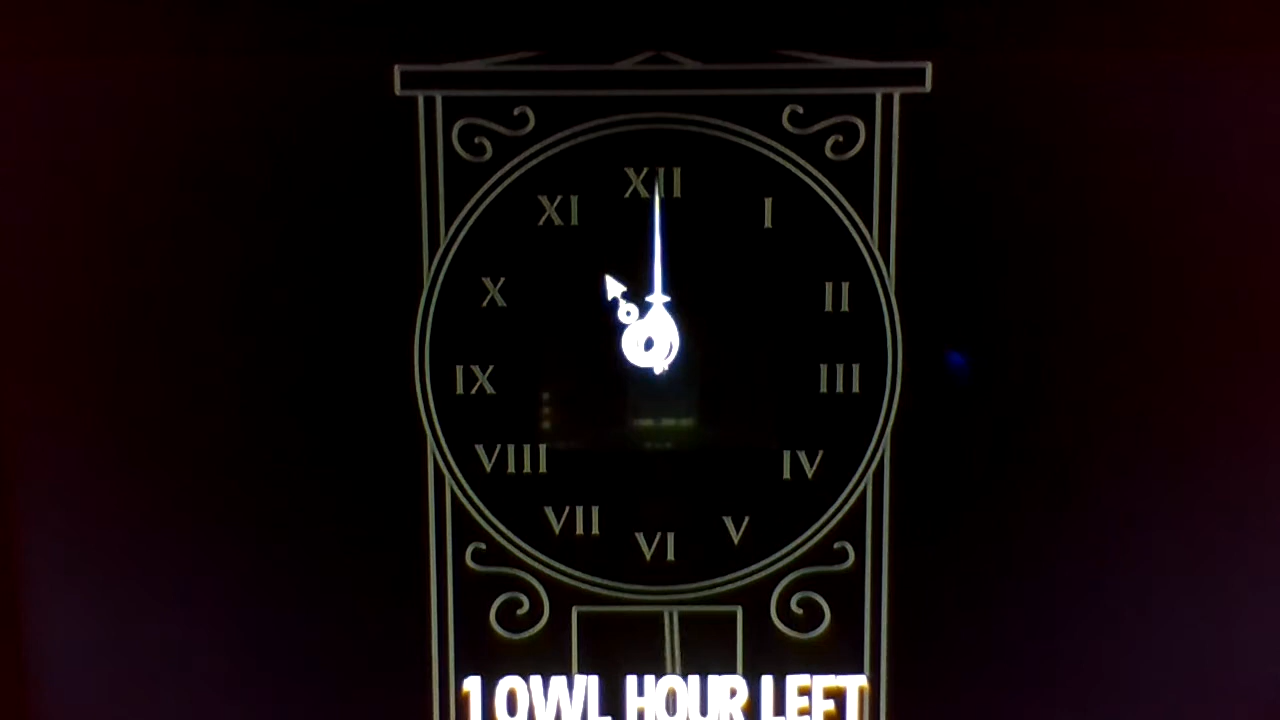 XII
XI I
X II
IX III
VIII IV
VII V
VI
1 OWL HOUR LEFT